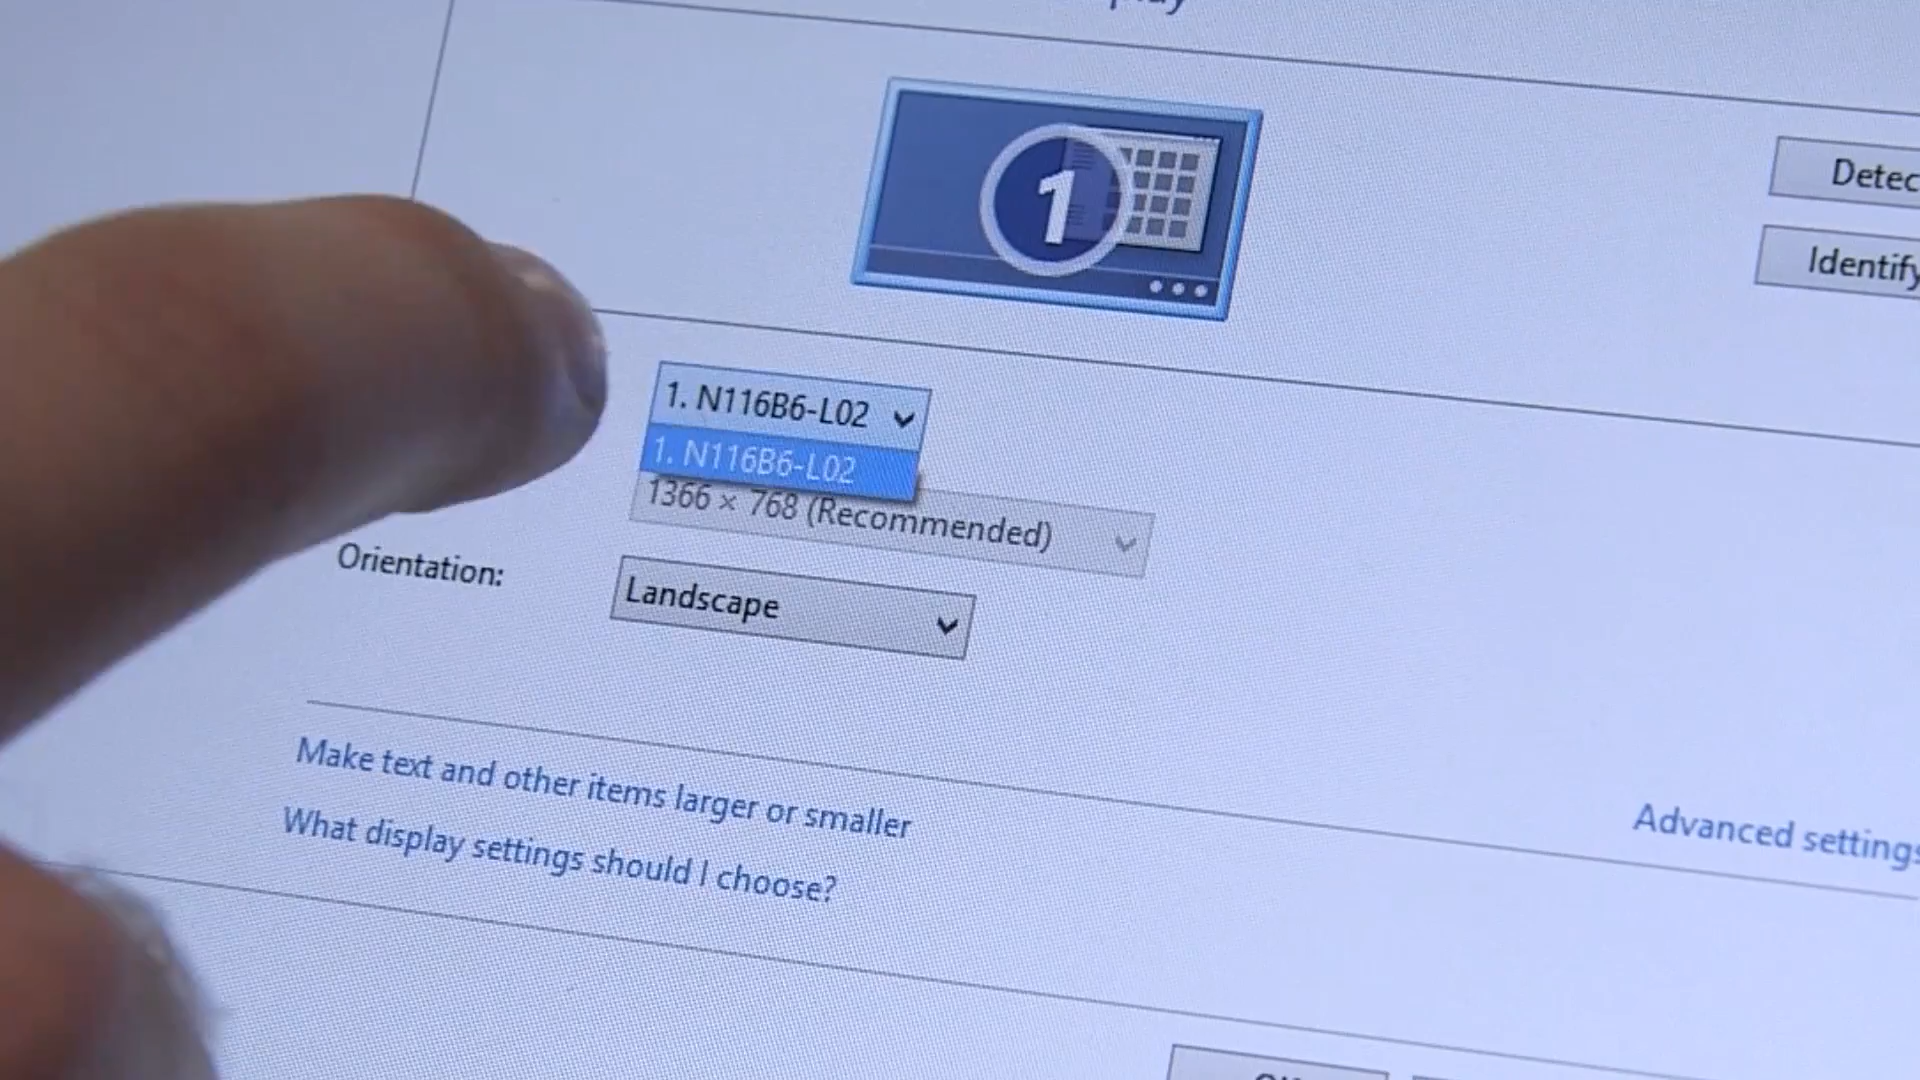 1
Detec
Identify
1. N116B6-L02
1. N116B6-L02
1366 × 768 (Recommended)
Orientation:
Landscape
Make text and other items larger or smaller
Advanced settings
What display settings should I choose?